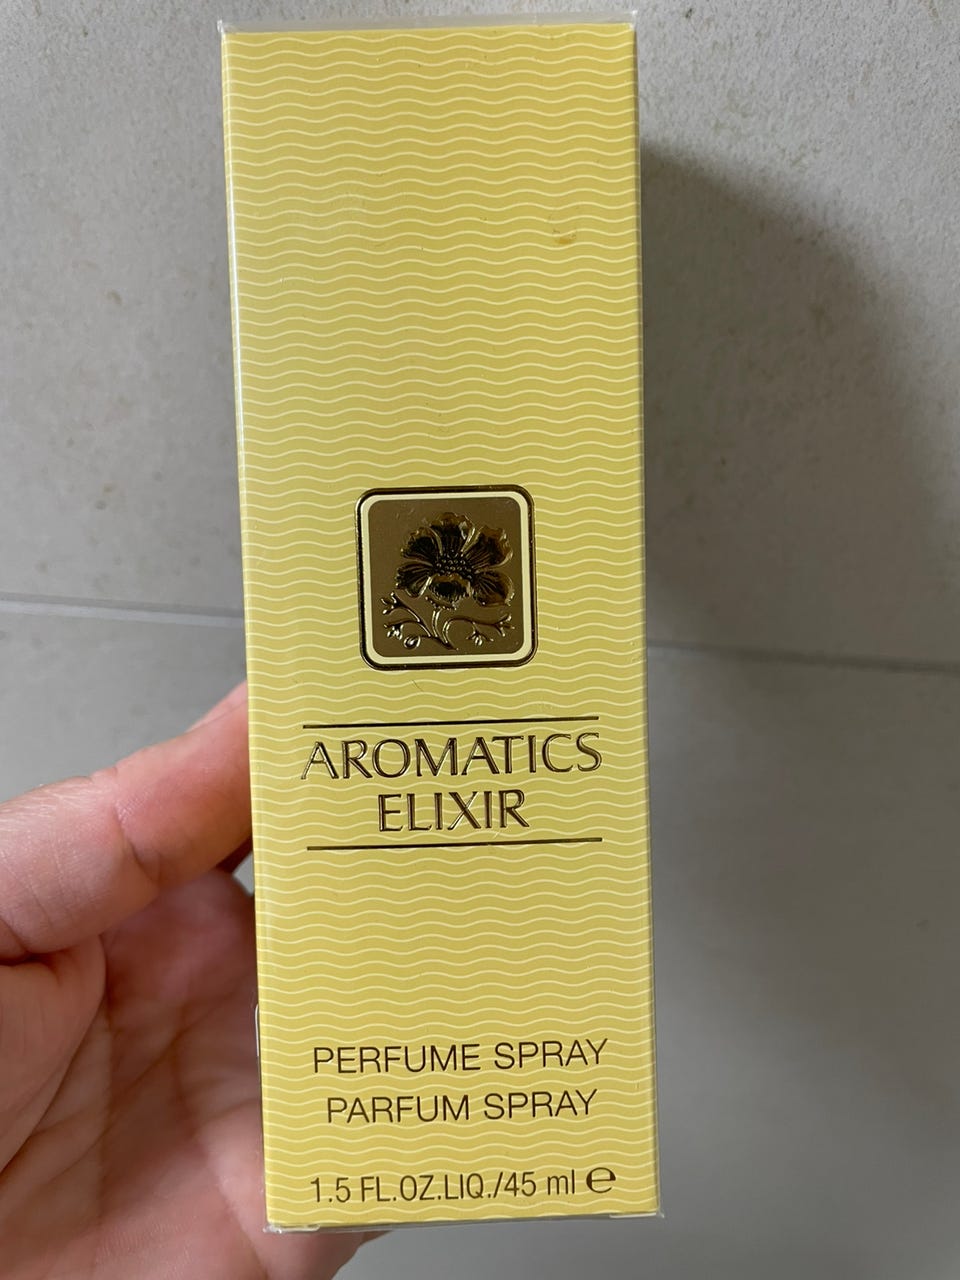 AROMATICS
ELIXIR
PERFUME SPRAY
PARFUM SPRAY
1.5 FL.OZ.LIQ./45 ml ℮